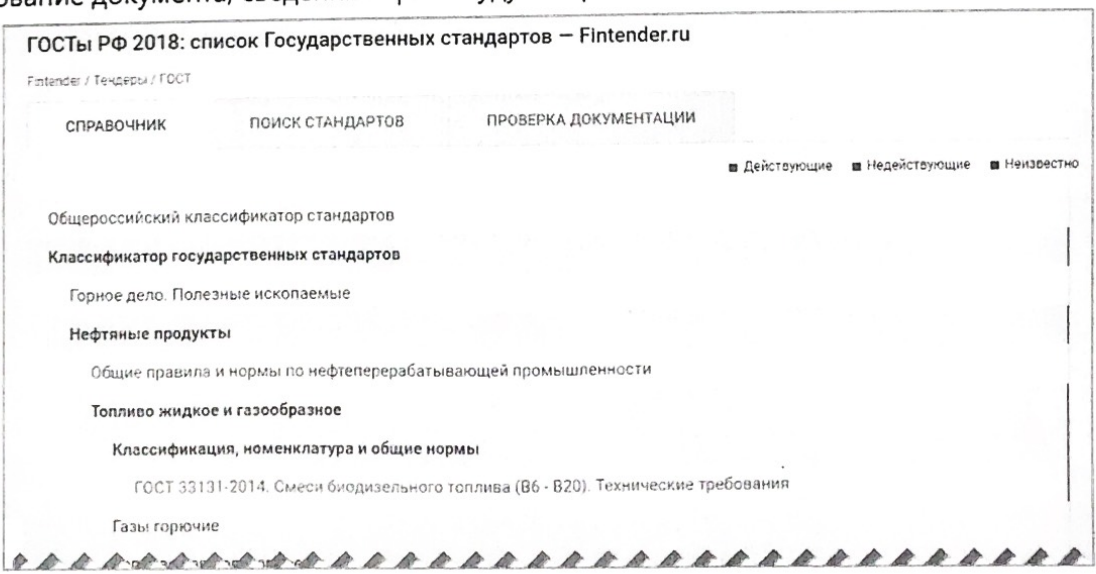 документа,
ГОСТы РФ 2018: список Государственных стандартов — Fintender.ru
Fintender / Тендеры / ГОСТ
СПРАВОЧНИК ПОИСК СТАНДАРТОВ ПРОВЕРКА ДОКУМЕНТАЦИИ
Действующие Недействующие Неизвестно
Общероссийский классификатор стандартов
Классификатор государственных стандартов
Горное дело. Полезные ископаемые
Нефтяные продукты
Общие правила и нормы по нефтеперерабатывающей промышленности
Топливо жидкое и газообразное
Классификация, номенклатура и общие нормы
ГОСТ 33131-2014. Смеси биодизельного топлива (B6 - B20). Технические требования
Газы горючие